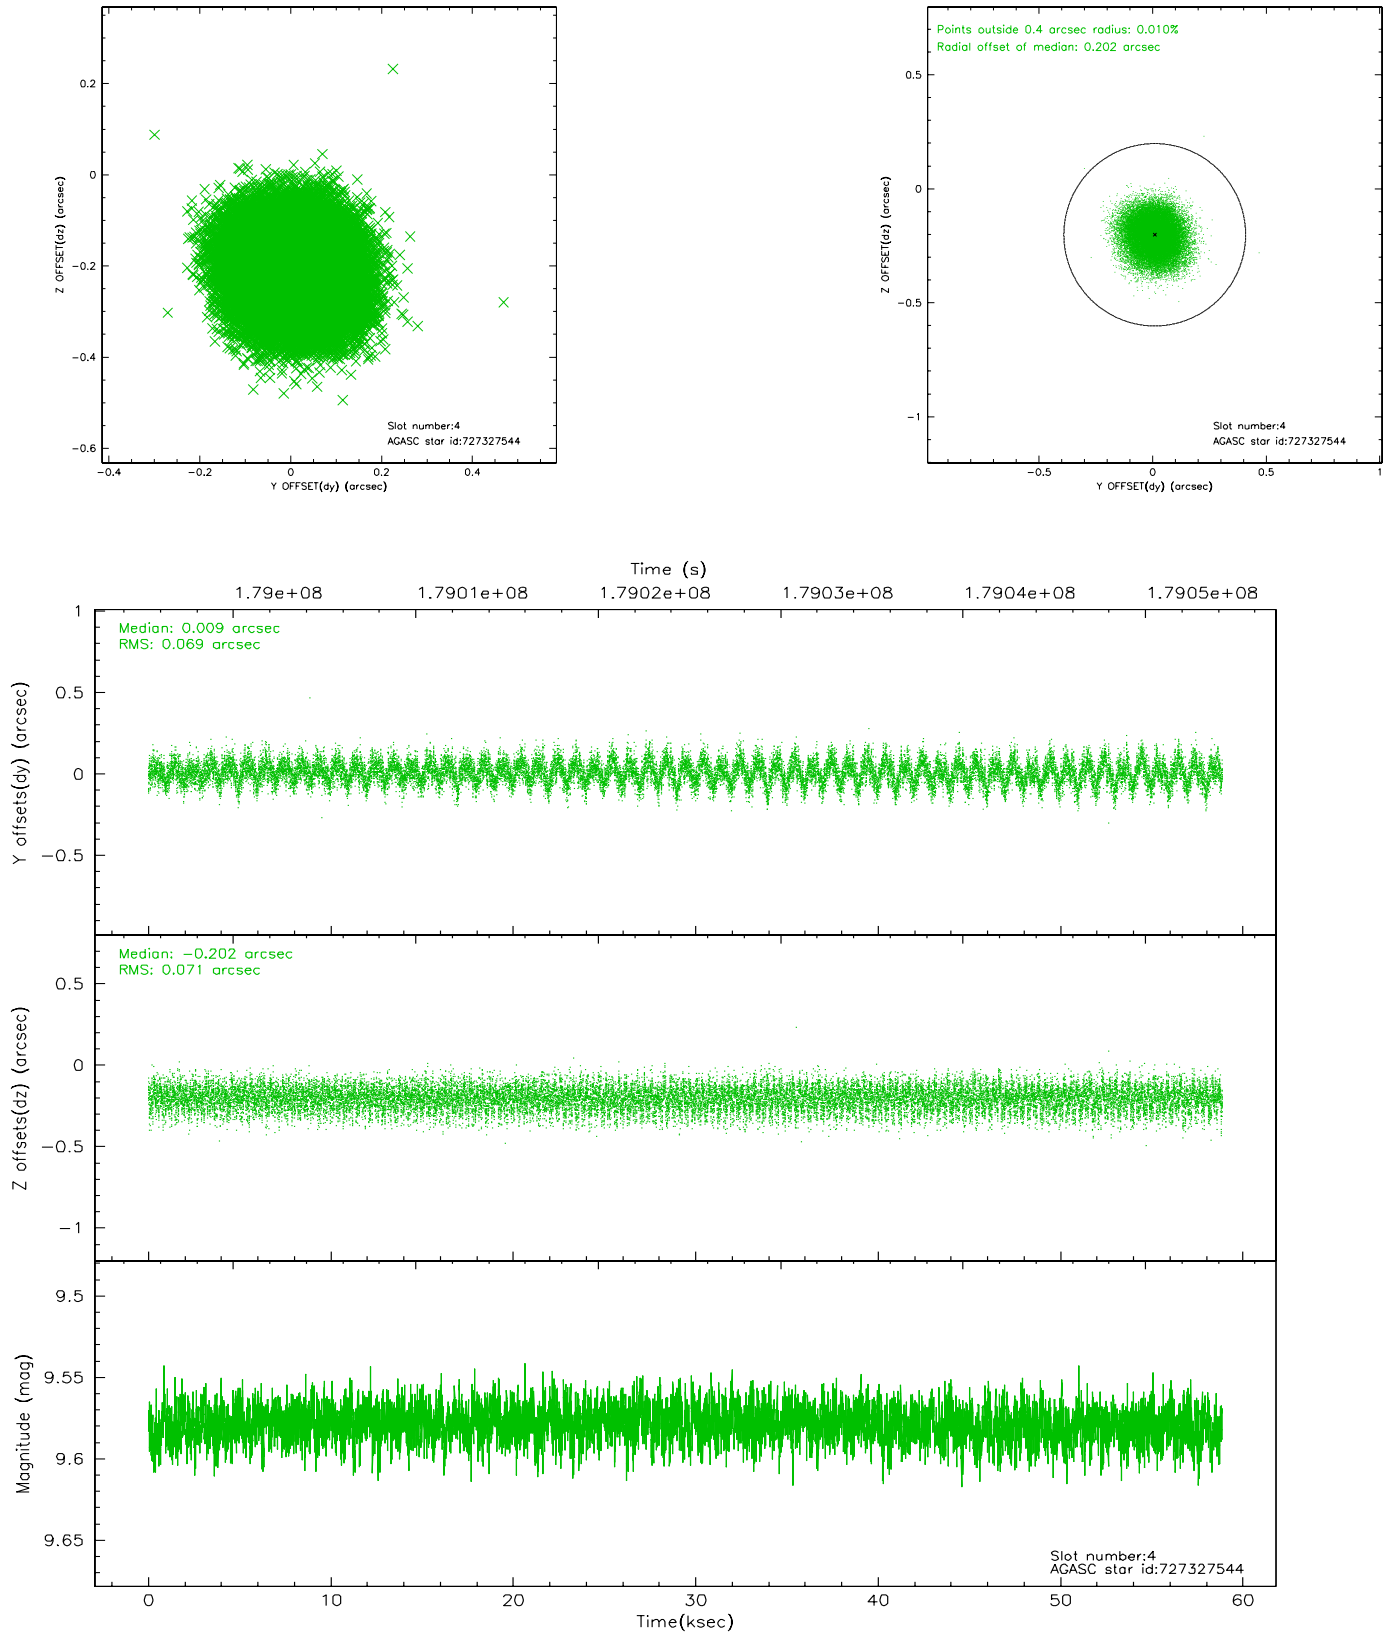 0.2
0
−0.2
−0.4
−0.6
Z OFFSET(dz) (arcsec)
Slot number:4
AGASC star id:727327544
−0.4 −0.2 0 0.2 0.4
Y OFFSET(dy) (arcsec)
Points outside 0.4 arcsec radius: 0.010%
Radial offset of median: 0.202 arcsec
0.5
0
−0.5
−1
Z OFFSET(dz) (arcsec)
Slot number:4
AGASC star id:727327544
−0.5 0 0.5 1
Y OFFSET(dy) (arcsec)
Time (s)
1.79e+08 1.7901e+08 1.7902e+08 1.7903e+08 1.7904e+08 1.7905e+08
Median: 0.009 arcsec
RMS: 0.069 arcsec
1
0.5
0
−0.5
Y offsets(dy) (arcsec)
Median: −0.202 arcsec
RMS: 0.071 arcsec
0.5
0
−0.5
−1
Z offsets(dz) (arcsec)
9.5
9.55
9.6
9.65
Magnitude (mag)
Slot number:4
AGASC star id:727327544
0 10 20 30 40 50 60
Time(ksec)